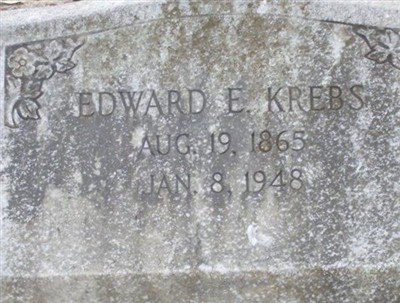 EDWARD E. KREBS
AUG. 19, 1865
JAN. 8, 1948